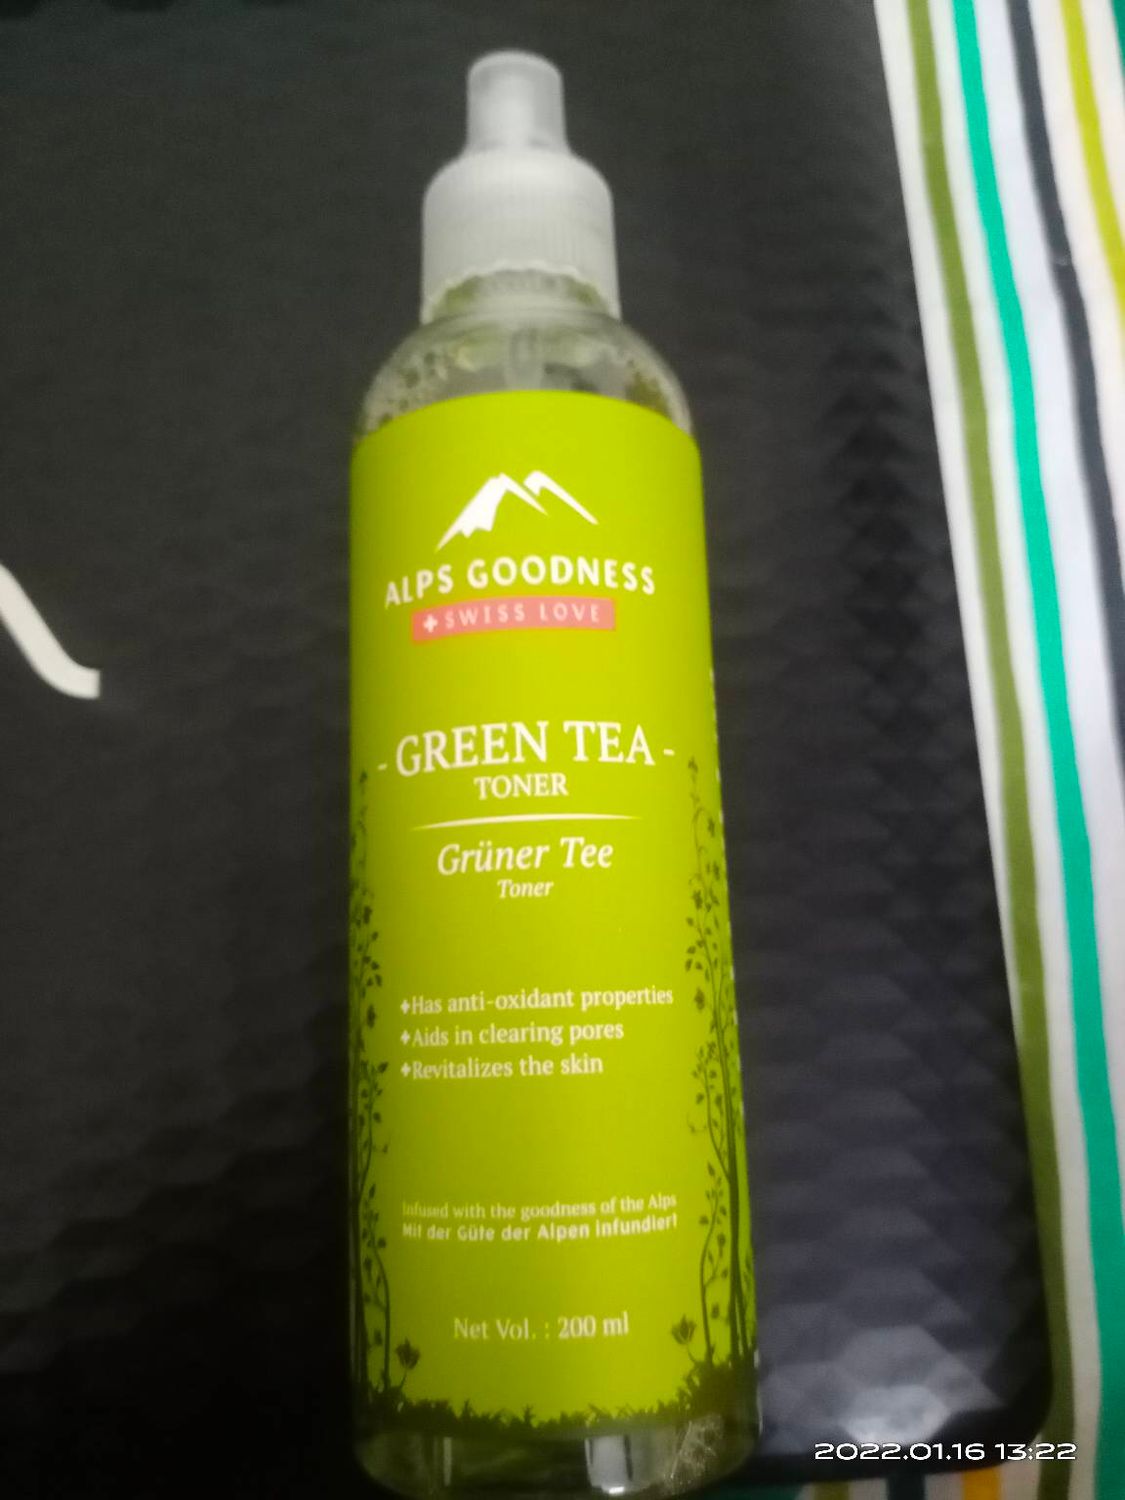 ALPS GOODNESS
+SWISS LOVE
- GREEN TEA -
TONER
Grüner Tee
Toner
+Has anti-oxidant properties
+Aids in clearing pores
+Revitalizes the skin
Infused with the goodness of the Alps
Mit der Güte der Alpen infundiert
Net Vol. : 200 ml
2022.01.16 13:22